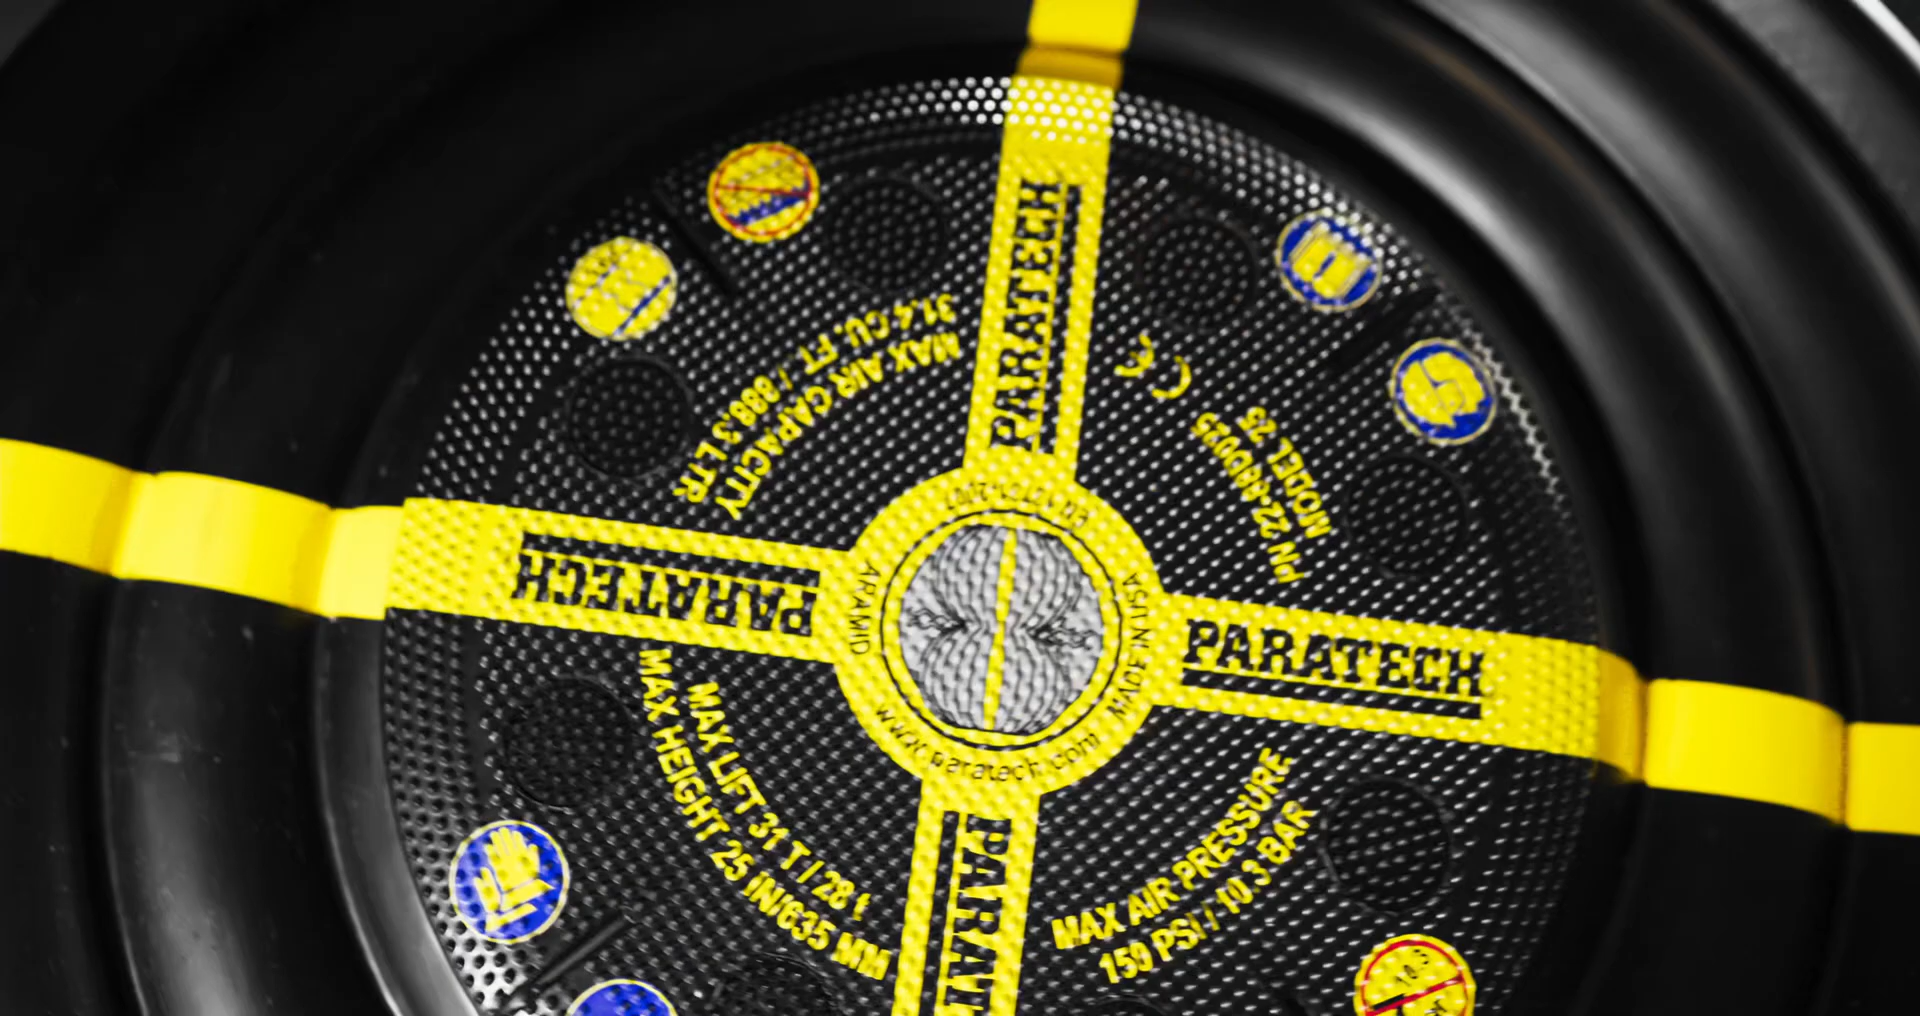 PARATECH
MAX AIR CAPACITY
31.4 CU. FT / 888.3 LTR
PN 22-889025
MODEL 25
PARATECH
ARAMID
MADE IN USA
www.paratech.com
PARATECH
MAX LIFT 31 T / 28 t
MAX HEIGHT 25 IN/635 MM
MAX AIR PRESSURE
150 PSI / 10.3 BAR
PARAT